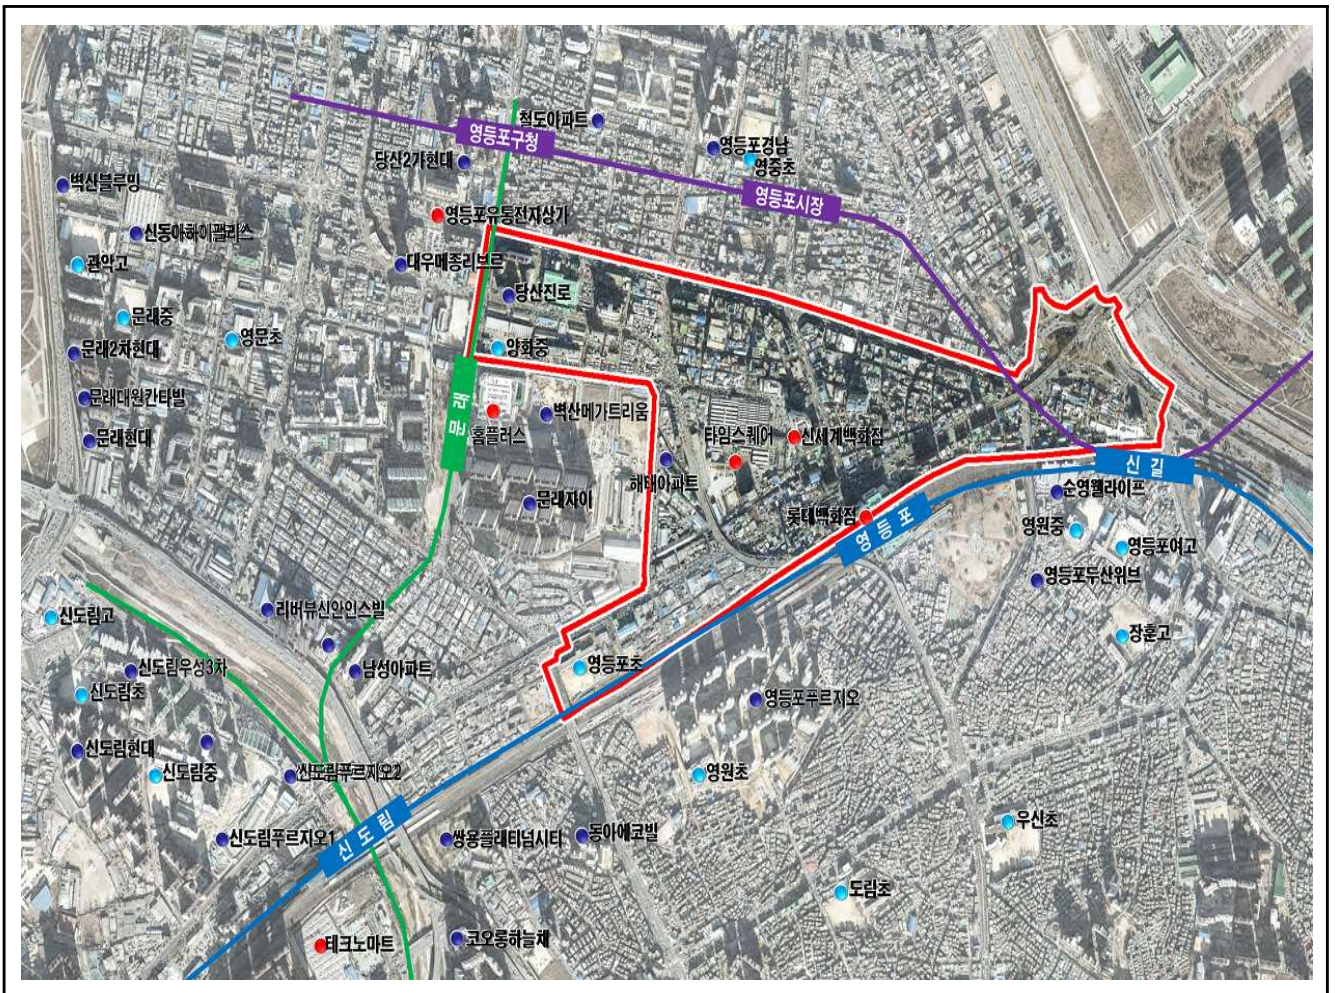 철도아파트
영등포구청
영등포경남
영중초
당산2가현대
벽산블루밍
영등포시장
영등포유통전자상가
신동아하이팰리스
관악고
대우메종리브르
당산진로
문래중
영문초
양화중
문래2차현대
문래대원칸타빌
문래
벽산메가트리움
홈플러스
타임스퀘어
신세계백화점
문래현대
해태아파트
신길
순영웰라이프
문래자이
롯데백화점
영등포
영원중
영등포여고
영등포두산위브
신도림고
리버뷰신안인스빌
장훈고
신도림우성3차
남성아파트
영등포초
신도림초
영등포푸르지오
신도림현대
신도림중
신도림푸르지오2
영원초
신도림푸르지오1
신도림
쌍용플래티넘시티
동아에코빌
우신초
도림초
테크노마트
코오롱하늘채